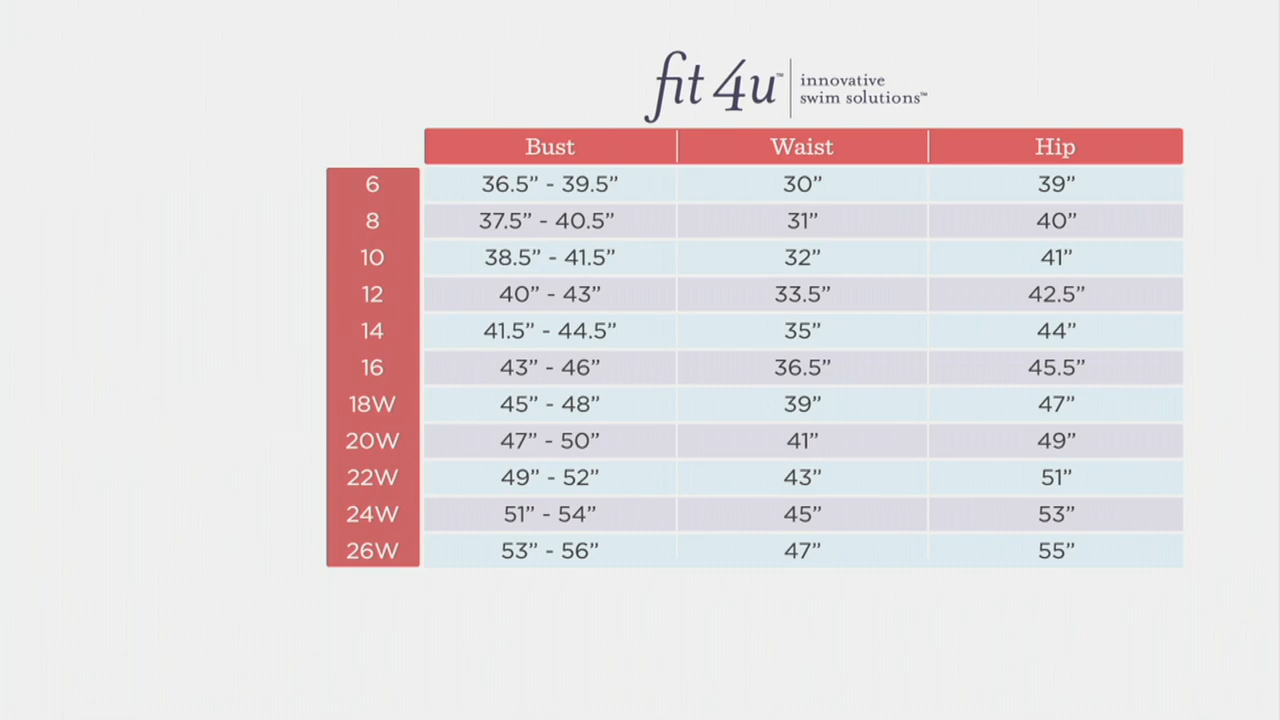 fit 4u™ innovative
swim solutions™
Bust Waist Hip
6 36.5” - 39.5” 30” 39”
8 37.5” - 40.5” 31” 40”
10 38.5” - 41.5” 32” 41”
12 40” - 43” 33.5” 42.5”
14 41.5” - 44.5” 35” 44”
16 43” - 46” 36.5” 45.5”
18W 45” - 48” 39” 47”
20W 47” - 50” 41” 49”
22W 49” - 52” 43” 51”
24W 51” - 54” 45” 53”
26W 53” - 56” 47” 55”